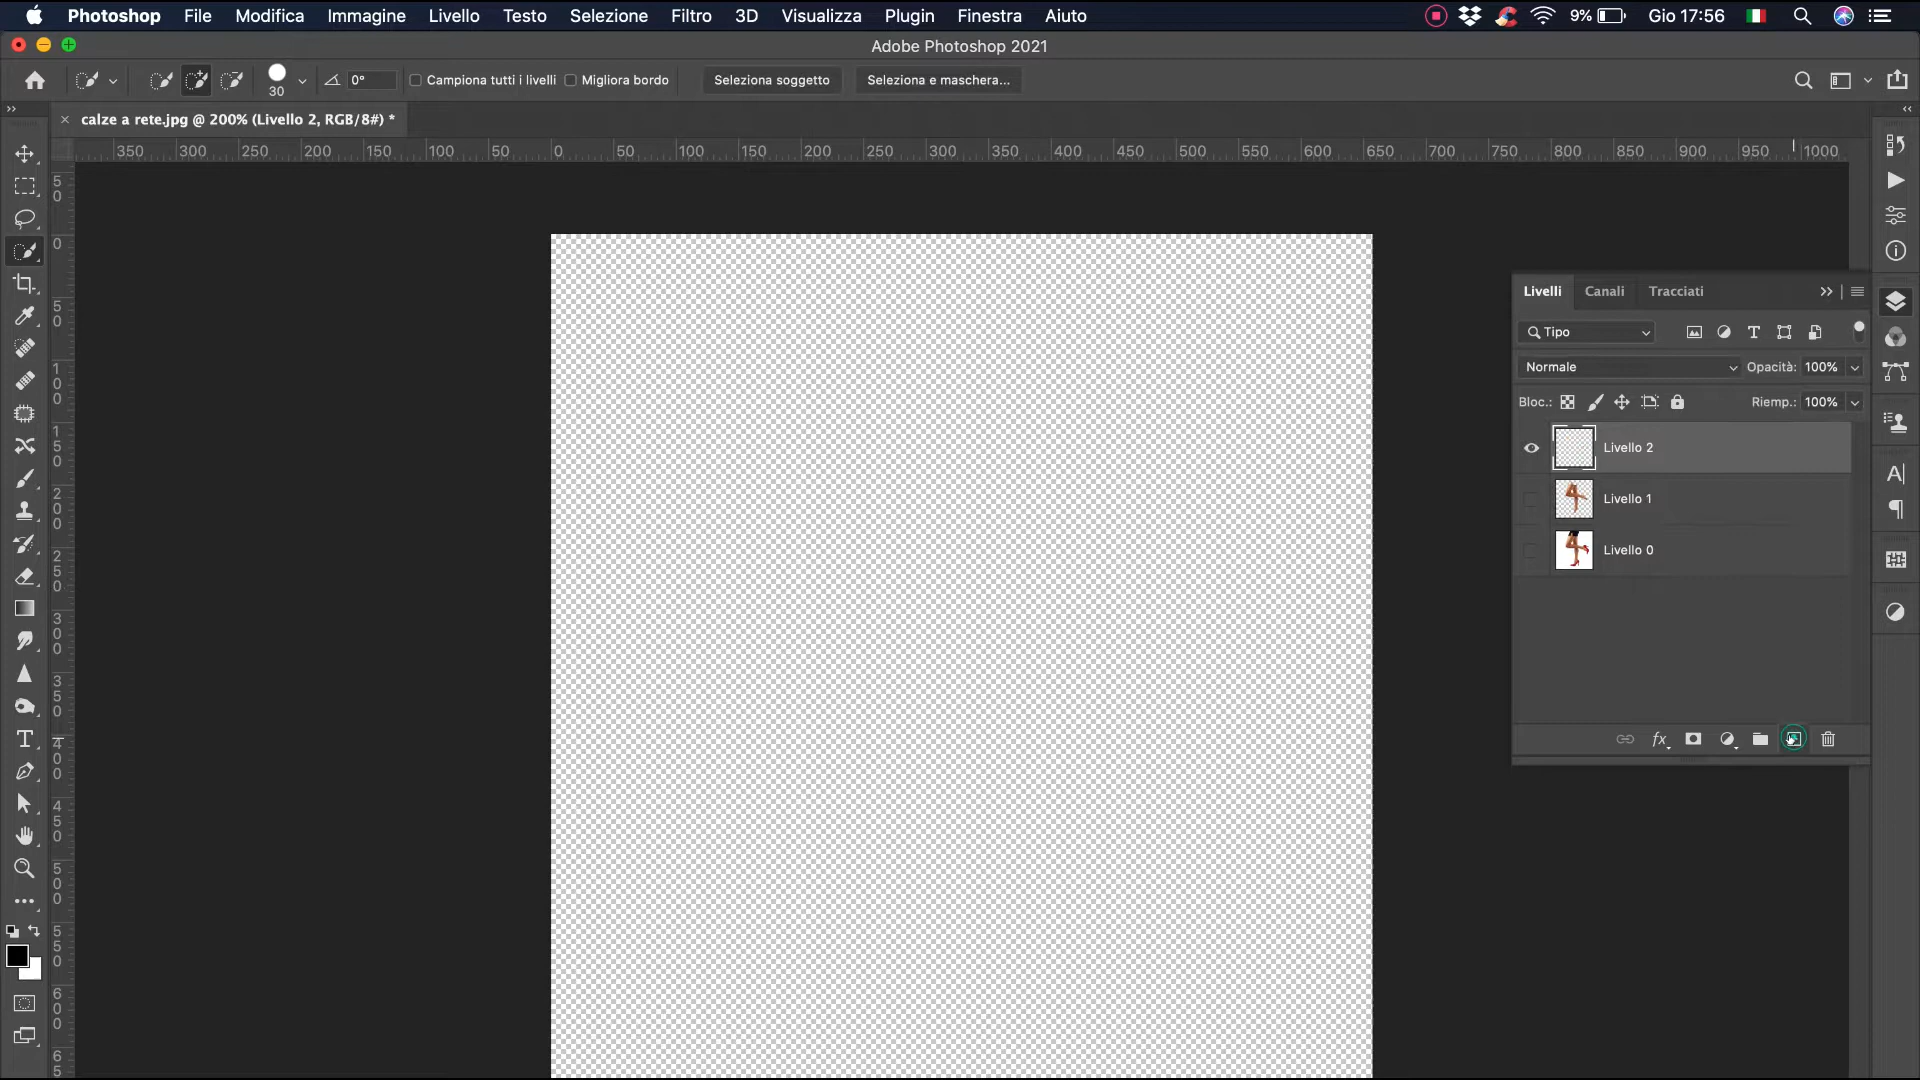 Photoshop File Modifica Immagine Livello Testo Selezione Filtro 3D Visualizza Plugin Finestra Aiuto 9% Gio 17:56
Adobe Photoshop 2021
30 0° Campiona tutti i livelli Migliora bordo Seleziona soggetto Seleziona e maschera...
calze a rete.jpg @ 200% (Livello 2, RGB/8#) *
350 300 250 200 150 100 50 0 50 100 150 200 250 300 350 400 450 500 550 600 650 700 750 800 850 900 950 1000
50
0
50
100
150
200
250
300
350
400
450
500
550
600
65
Livelli Canali Tracciati
Tipo
Normale Opacità: 100%
Bloc.: Riemp.: 100%
Livello 2
Livello 1
Livello 0
fx